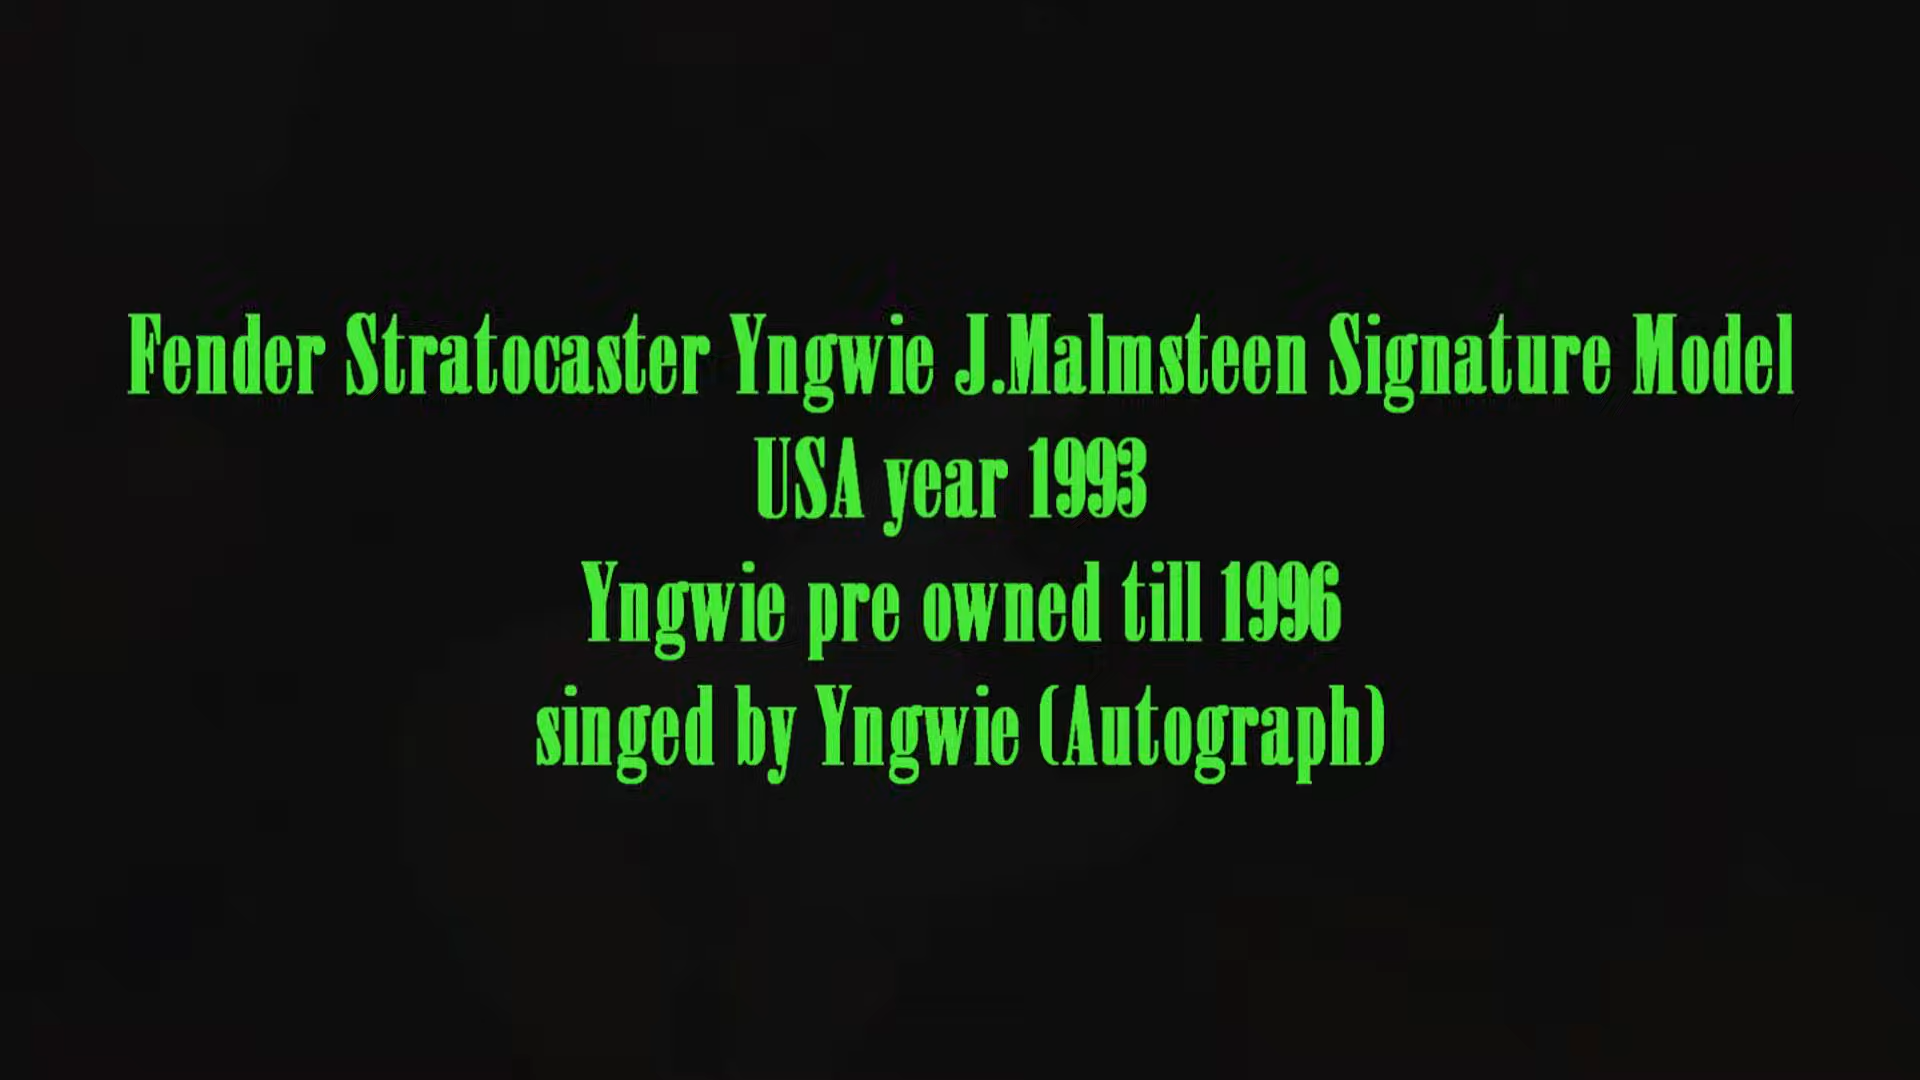 Fender Stratocaster Yngwie J.Malmsteen Signature Model
USA year 1993
Yngwie pre owned till 1996
singed by Yngwie (Autograph)